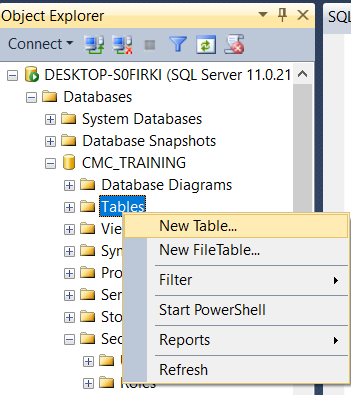 Object Explorer
SQL
Connect
DESKTOP-S0FIRKI (SQL Server 11.0.21
Databases
System Databases
Database Snapshots
CMC_TRAINING
Database Diagrams
Tables
New Table...
Vie
New FileTable...
Syn
Pro
Filter
Ser
Start PowerShell
Sto
Sec
Reports
Refresh
Roles